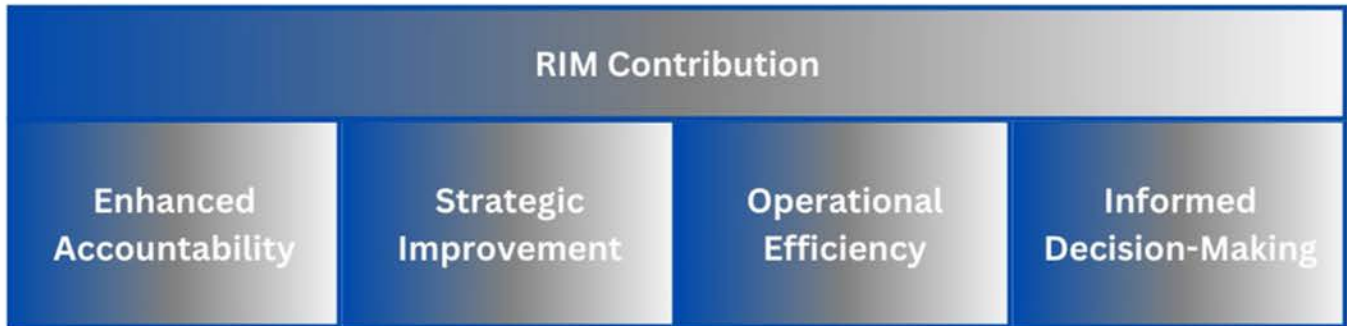 RIM Contribution
Enhanced
Accountability
Strategic
Improvement
Operational
Efficiency
Informed
Decision-Making